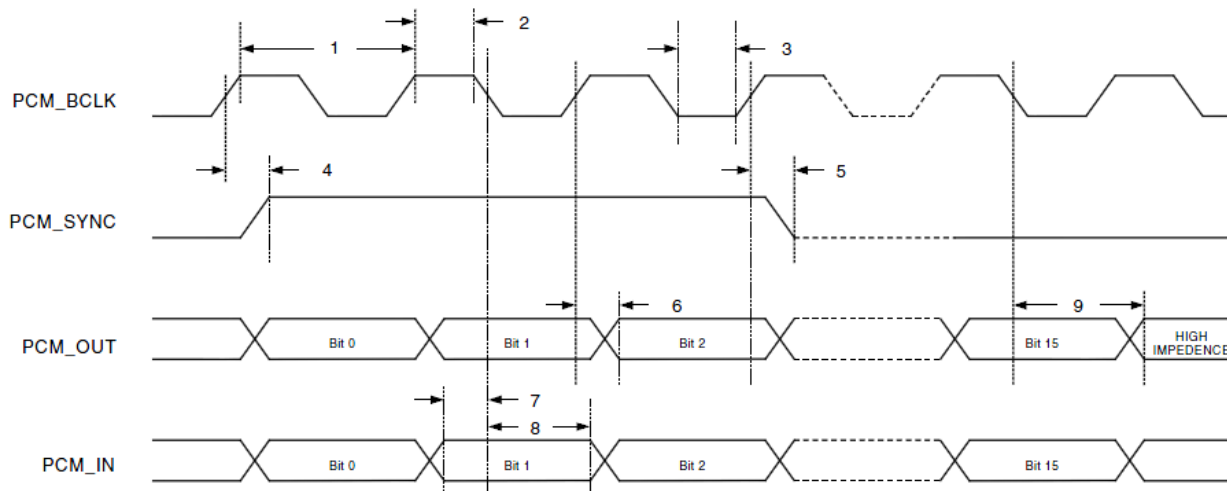 1
2
3
PCM_BCLK
4
5
PCM_SYNC
6
9
PCM_OUT
Bit 0
Bit 1
Bit 2
Bit 15
HIGH
IMPEDENCE
7
8
PCM_IN
Bit 0
Bit 1
Bit 2
Bit 15